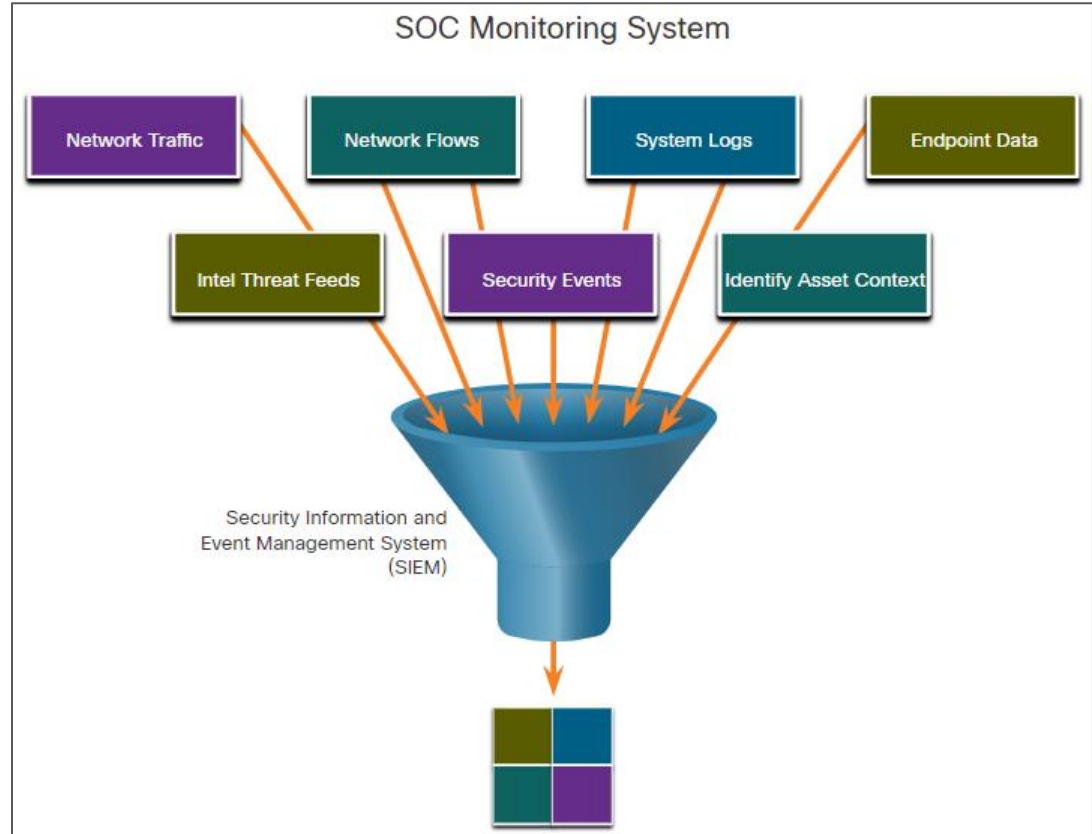 SOC Monitoring System
Network Traffic
Network Flows
System Logs
Endpoint Data
Intel Threat Feeds
Security Events
Identify Asset Context
Security Information and
Event Management System
(SIEM)